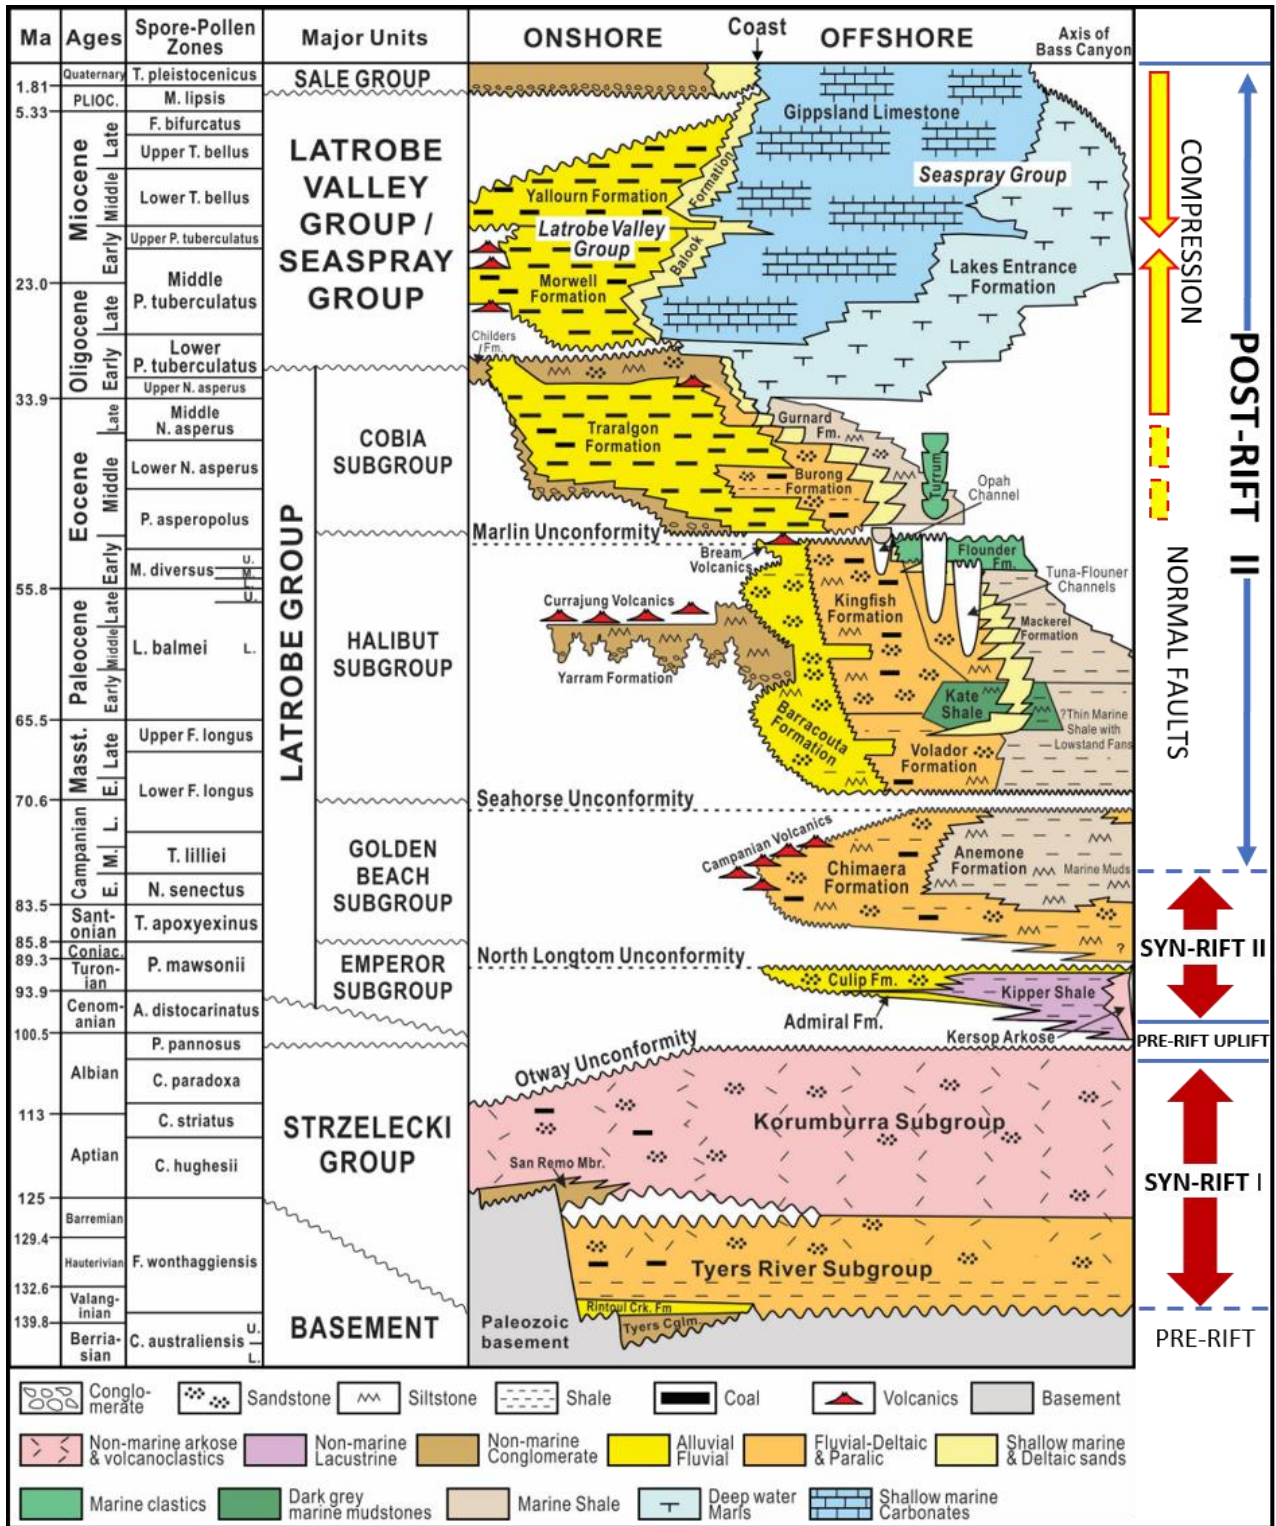 Ma
Ages
Spore-Pollen
Zones
Major Units
ONSHORE
Coast
OFFSHORE
Axis of
Bass Canyon
Quaternary
T. pleistocenicus
SALE GROUP
1.81
PLIOC.
M. lipsis
5.33
Miocene
Late
Middle
Early
F. bifurcatus
Upper T. bellus
Lower T. bellus
Upper P. tuberculatus
Middle
P. tuberculatus
23.0
Oligocene
Late
Early
Lower
P. tuberculatus
Upper N. asperus
33.9
LATROBE
VALLEY
GROUP /
SEASPRAY
GROUP
Gippsland Limestone
Seaspray Group
Yallourn Formation
Latrobe Valley
Group
Morwell
Formation
Balook
Formation
Lakes Entrance
Formation
Childers
Fm.
COMPRESSION
POST-RIFT II
Eocene
Late
Middle
Early
Middle
N. asperus
Lower N. asperus
P. asperopolus
M. diversus
U.
M.
L.
55.8
LATROBE GROUP
COBIA
SUBGROUP
Traralgon
Formation
Gurnard
Fm.
Burong
Formation
Turrum
Opah
Channel
Marlin Unconformity
Bream
Volcanics
Flounder
Fm.
Tuna-Flouner
Channels
NORMAL FAULTS
Paleocene
Late
Middle
Early
U.
L. balmei
L.
65.5
HALIBUT
SUBGROUP
Currajung Volcanics
Yarram Formation
Kingfish
Formation
Mackerel
Formation
Barracouta
Formation
Kate
Shale
?Thin Marine
Shale with
Lowstand Fans
Volador
Formation
Masst.
Late
E.
Upper F. longus
Lower F. longus
70.6
Seahorse Unconformity
Campanian
L.
M.
E.
T. lilliei
N. senectus
83.5
GOLDEN
BEACH
SUBGROUP
Campanian Volcanics
Chimaera
Formation
Anemone
Formation
Marine Muds
?
Sant-
onian
T. apoxyexinus
85.8
Coniac.
89.3
Turon-
ian
P. mawsonii
93.9
EMPEROR
SUBGROUP
North Longtom Unconformity
Culip Fm.
Kipper Shale
Admiral Fm.
Kersop Arkose
SYN-RIFT II
Cenom-
anian
A. distocarinatus
100.5
PRE-RIFT UPLIFT
Albian
P. pannosus
C. paradoxa
113
C. striatus
Aptian
C. hughesii
125
STRZELECKI
GROUP
Otway Unconformity
Korumburra Subgroup
San Remo Mbr.
SYN-RIFT I
Barremian
129.4
Hauterivian
F. wonthaggiensis
132.6
Valang-
inian
139.8
Berria-
sian
C. australiensis
U.
L.
BASEMENT
Tyers River Subgroup
Rintoul Crk. Fm
Tyers Cglm.
Paleozoic
basement
PRE-RIFT
Conglo-
merate
Sandstone
Siltstone
Shale
Coal
Volcanics
Basement
Non-marine arkose
& volcanoclastics
Non-marine
Lacustrine
Non-marine
Conglomerate
Alluvial
Fluvial
Fluvial-Deltaic
& Paralic
Shallow marine
& Deltaic sands
Marine clastics
Dark grey
marine mudstones
Marine Shale
Deep water
Marls
Shallow marine
Carbonates